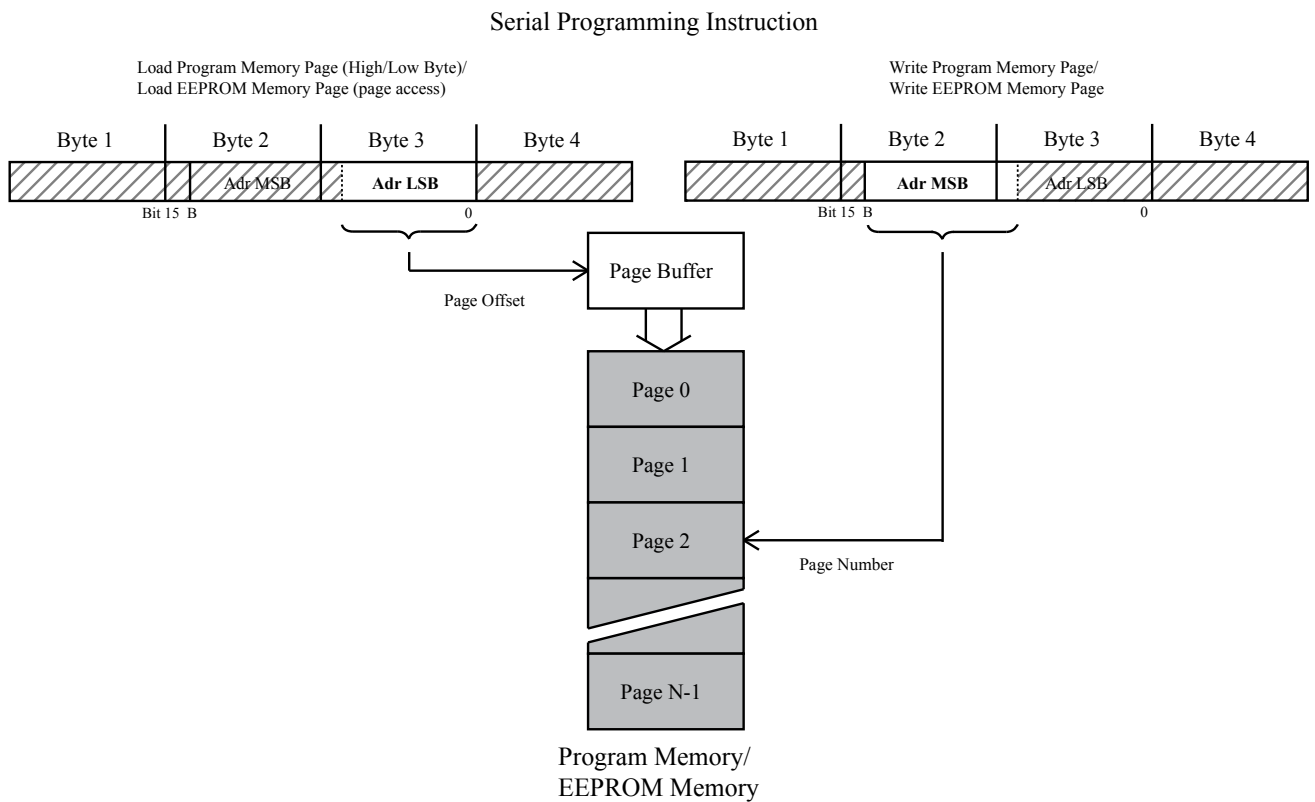 Serial Programming Instruction
Load Program Memory Page (High/Low Byte)/
Load EEPROM Memory Page (page access)
Write Program Memory Page/
Write EEPROM Memory Page
Byte 1 Byte 2 Byte 3 Byte 4
Byte 1 Byte 2 Byte 3 Byte 4
Adr MSB Adr LSB
Adr MSB Adr LSB
Bit 15 B 0
Bit 15 B 0
Page Buffer
Page Offset
Page 0
Page 1
Page 2
Page Number
Page N-1
Program Memory/
EEPROM Memory